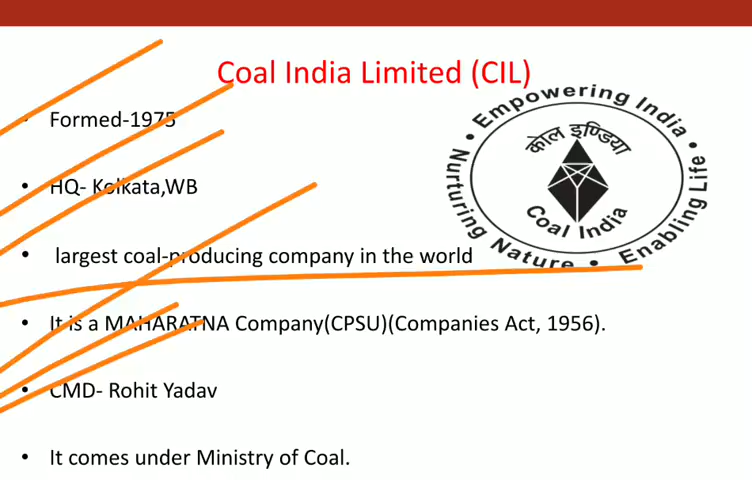 Coal India Limited (CIL)
• Formed-1975
• HQ- Kolkata,WB
• largest coal-producing company in the world
• It is a MAHARATNA Company(CPSU)(Companies Act, 1956).
• CMD- Rohit Yadav
• It comes under Ministry of Coal.
• Empowering India •
Nurturing Nature • Enabling Life
कोल इण्डिया
Coal India